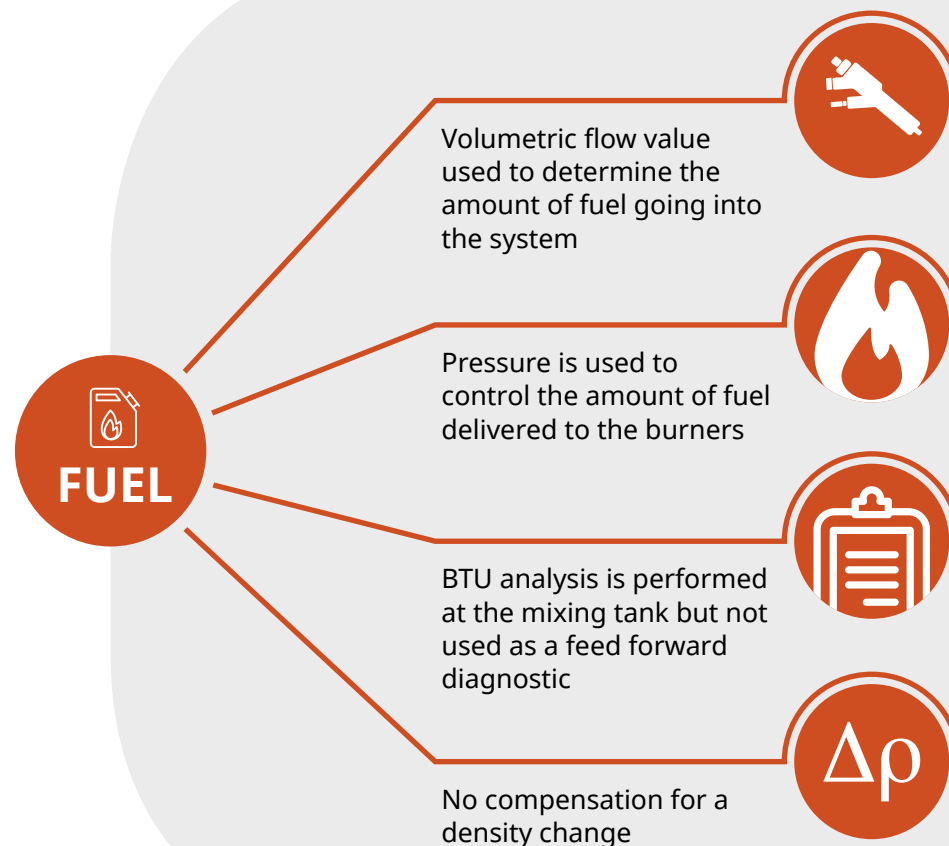 Volumetric flow value
used to determine the
amount of fuel going into
the system
Pressure is used to
control the amount of fuel
delivered to the burners
FUEL
BTU analysis is performed
at the mixing tank but not
used as a feed forward
diagnostic
Δρ
No compensation for a
density change